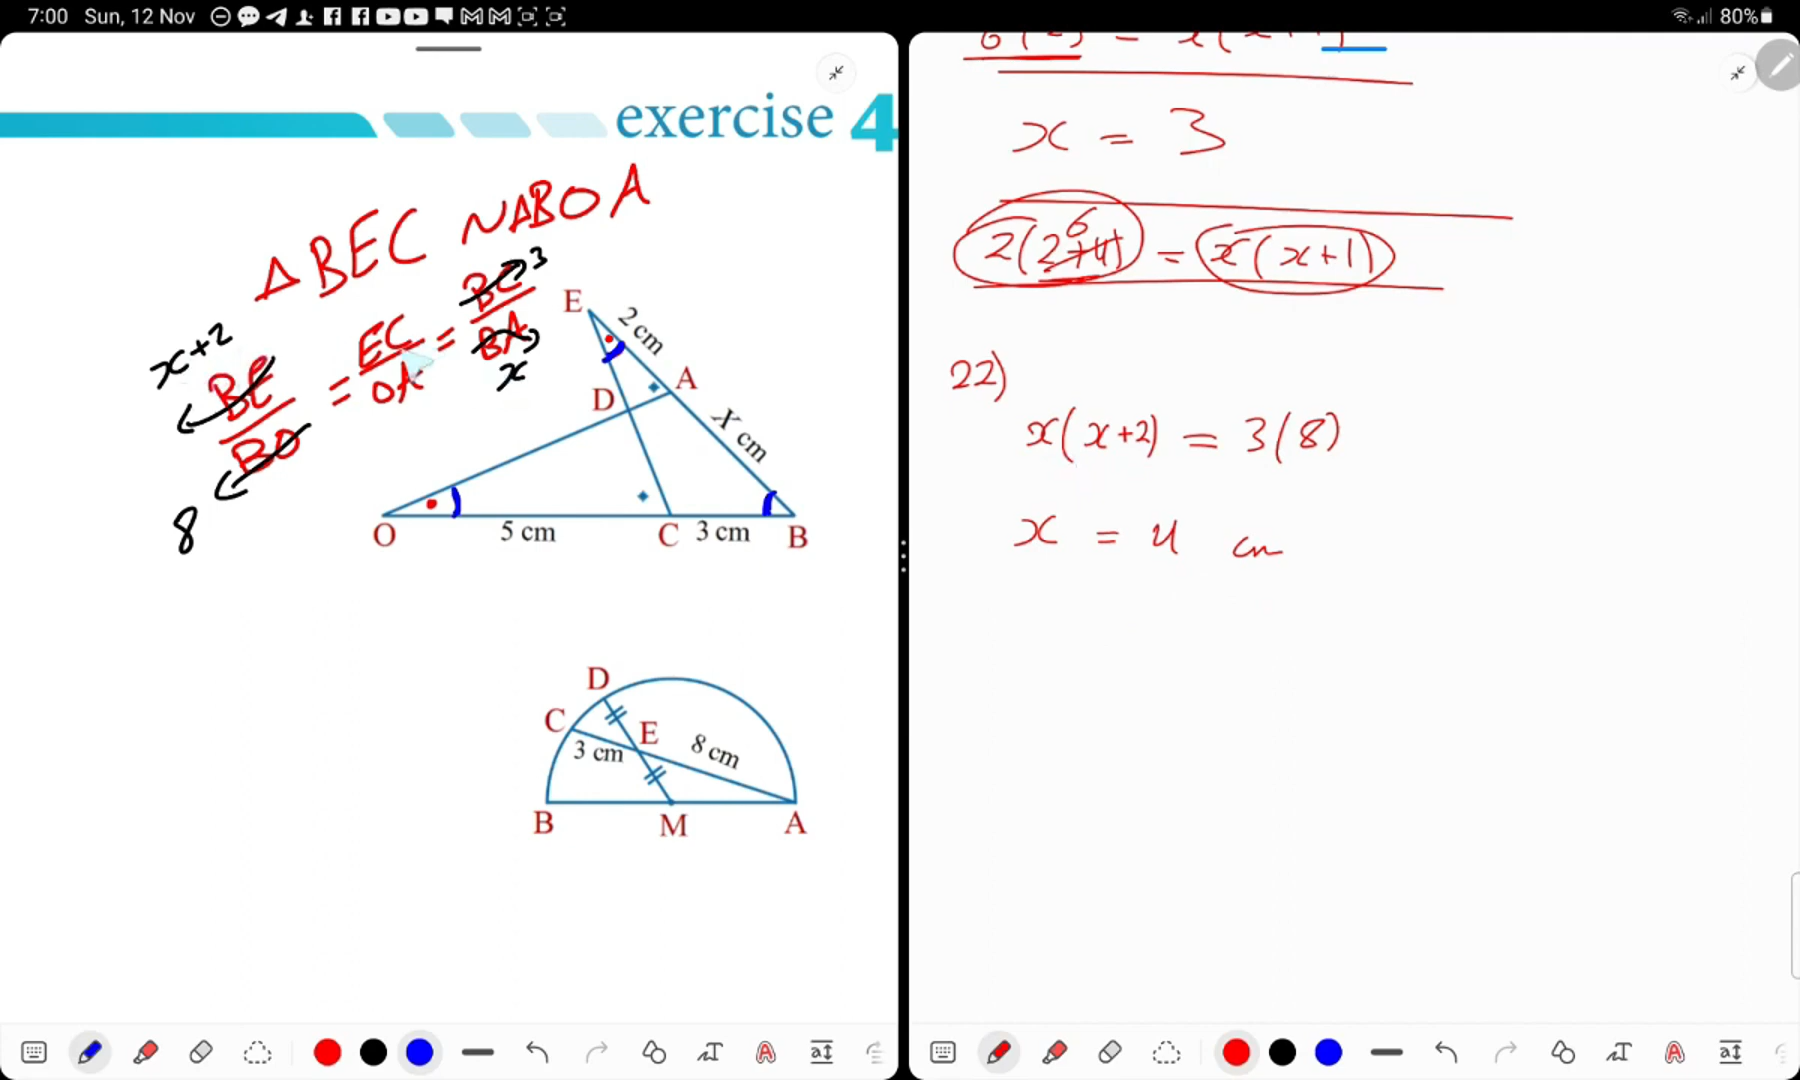 7:00 Sun, 12 Nov
80%
exercise 4
△BEC ~ △BOA
x+2
BE/BO = EC/OA = BC/BA
3
x
8
E
2 cm
A
D
X cm
O
5 cm
C
3 cm
B
D
C
E
3 cm
8 cm
B
M
A
x = 3
2(2+4) = x(x+1)
6
22)
x(x+2) = 3(8)
x = 4 cm